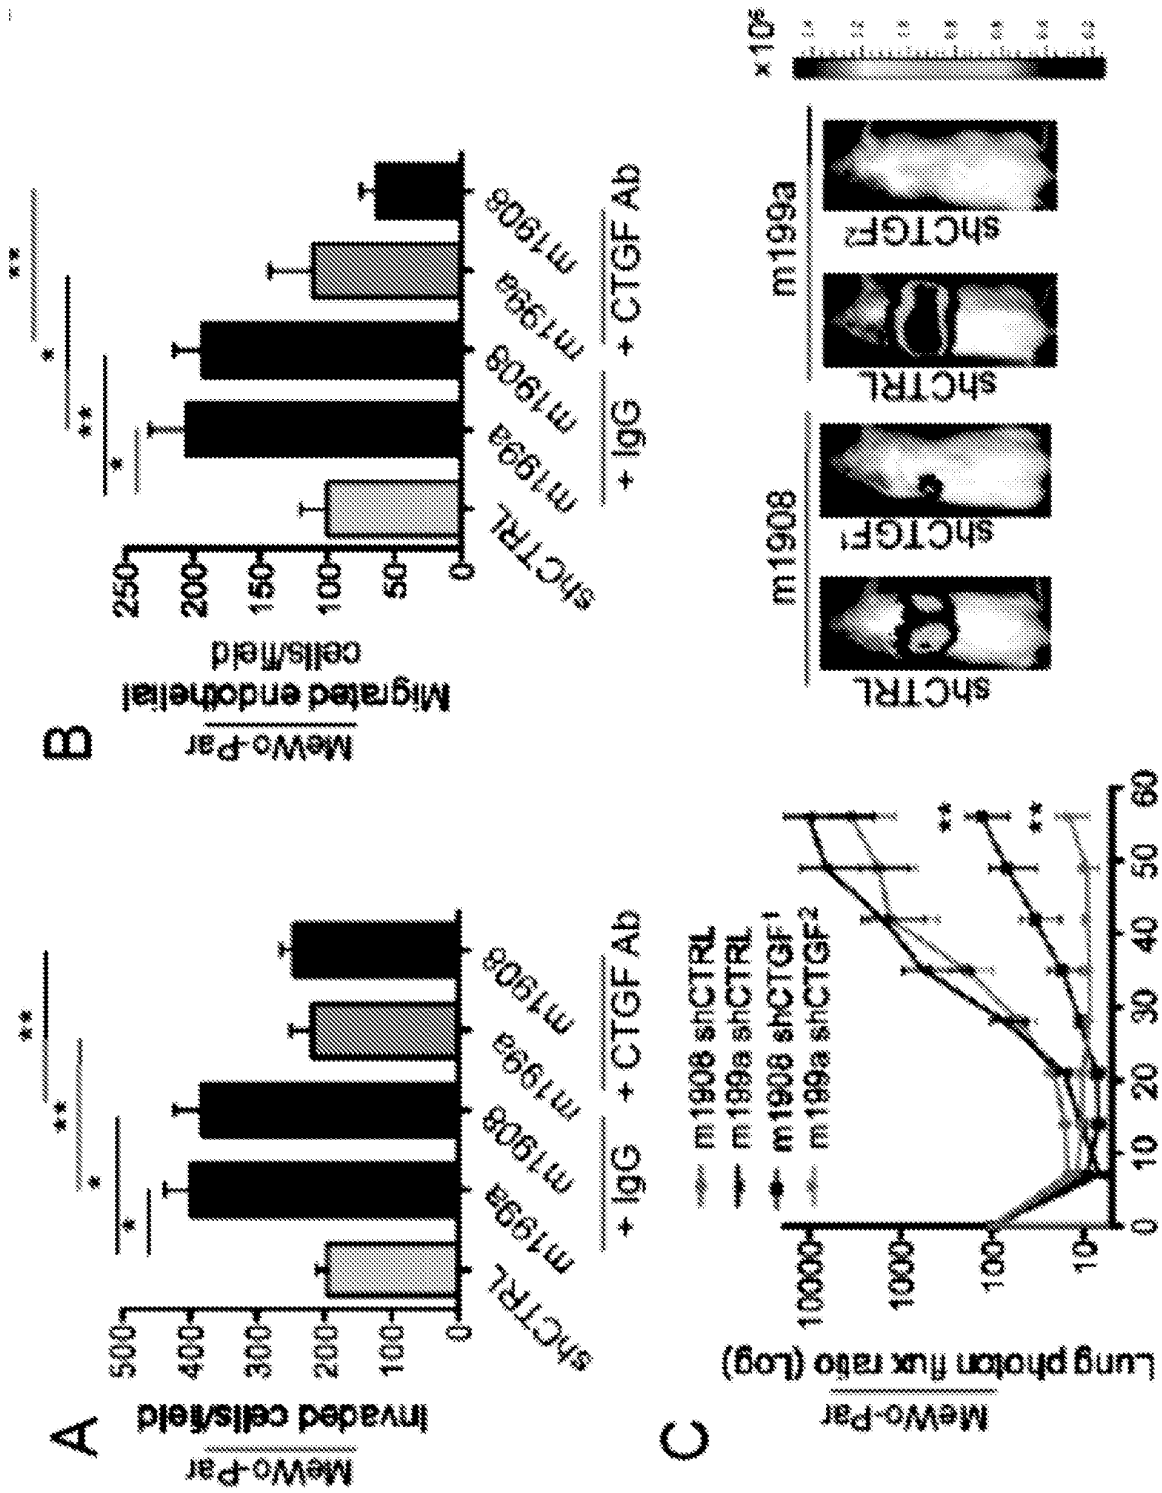 A
MeWo-Par
Invaded cells/field
500
400
300
200
100
0
**
**
*
*
shCTRL
m199a
m1908
m199a
m1908
+ IgG
+ CTGF Ab
B
MeWo-Par
Migrated endothelial
cells/field
250
200
150
100
50
0
**
*
**
*
shCTRL
m199a
m1908
m199a
m1908
+ IgG
+ CTGF Ab
C
MeWo-Par
Lung photon flux ratio (Log)
10000
1000
100
10
m1908 shCTRL
m199a shCTRL
m1908 shCTGF¹
m199a shCTGF²
**
**
0
10
20
30
40
50
60
m1908
m199a
shCTRL
shCTGF¹
shCTRL
shCTGF²